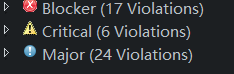 Blocker (17 Violations)
Critical (6 Violations)
Major (24 Violations)